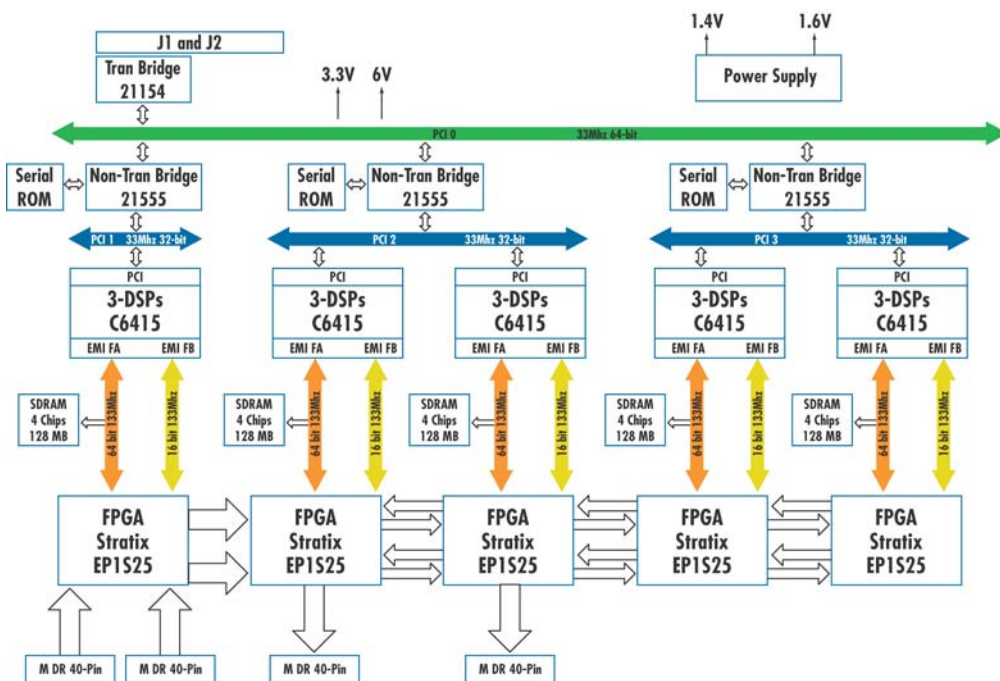 J1 and J2
Tran Bridge
21154
3.3V
6V
1.4V
1.6V
Power Supply
PCI 0
33Mhz 64-bit
Serial
ROM
Non-Tran Bridge
21555
Serial
ROM
Non-Tran Bridge
21555
Serial
ROM
Non-Tran Bridge
21555
PCI 1
33Mhz 32-bit
PCI 2
33Mhz 32-bit
PCI 3
33Mhz 32-bit
PCI
3-DSPs
C6415
EMI FA
EMI FB
PCI
3-DSPs
C6415
EMI FA
EMI FB
PCI
3-DSPs
C6415
EMI FA
EMI FB
PCI
3-DSPs
C6415
EMI FA
EMI FB
PCI
3-DSPs
C6415
EMI FA
EMI FB
SDRAM
4 Chips
128 MB
64 bit 133Mhz
16 bit 133Mhz
SDRAM
4 Chips
128 MB
64 bit 133Mhz
16 bit 133Mhz
SDRAM
4 Chips
128 MB
64 bit 133Mhz
16 bit 133Mhz
SDRAM
4 Chips
128 MB
64 bit 133Mhz
16 bit 133Mhz
SDRAM
4 Chips
128 MB
64 bit 133Mhz
16 bit 133Mhz
FPGA
Stratix
EP1S25
FPGA
Stratix
EP1S25
FPGA
Stratix
EP1S25
FPGA
Stratix
EP1S25
FPGA
Stratix
EP1S25
M DR 40-Pin
M DR 40-Pin
M DR 40-Pin
M DR 40-Pin